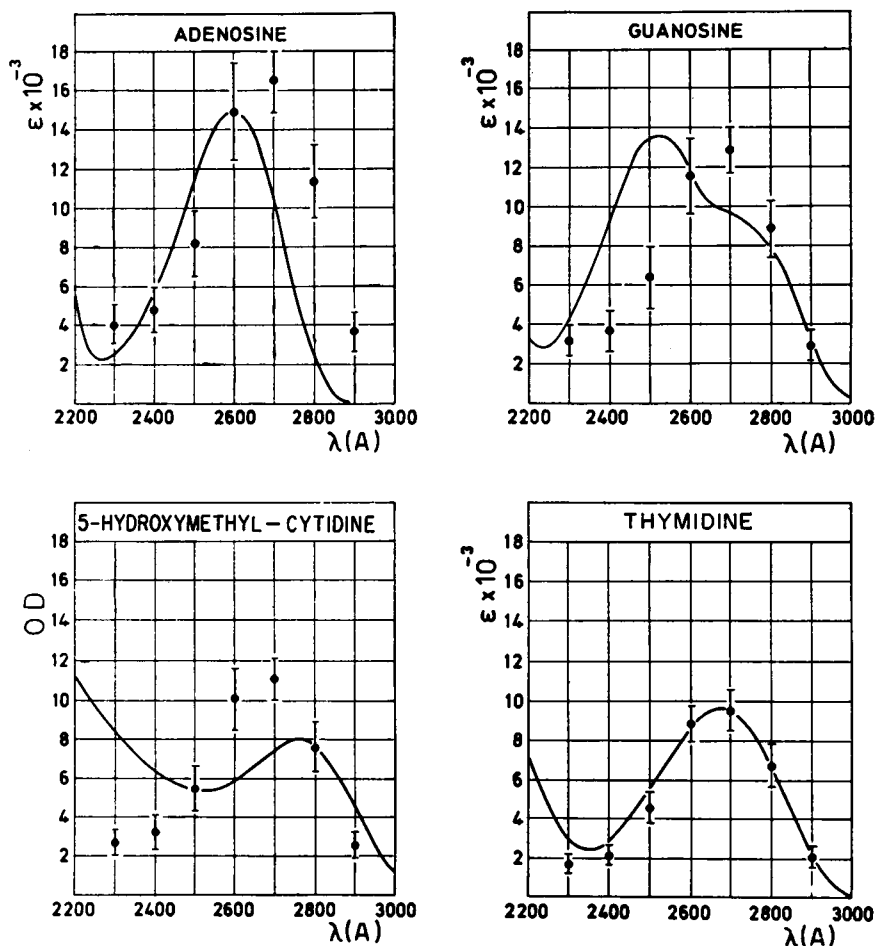 ADENOSINE
ε x 10⁻³
18
16
14
12
10
8
6
4
2
2200 2400 2600 2800 3000
λ(A)
GUANOSINE
ε x 10⁻³
18
16
14
12
10
8
6
4
2
2200 2400 2600 2800 3000
λ(A)
5-HYDROXYMETHYL-CYTIDINE
OD
18
16
14
12
10
8
6
4
2
2200 2400 2600 2800 3000
λ(A)
THYMIDINE
ε x 10⁻³
18
16
14
12
10
8
6
4
2
2200 2400 2600 2800 3000
λ(A)